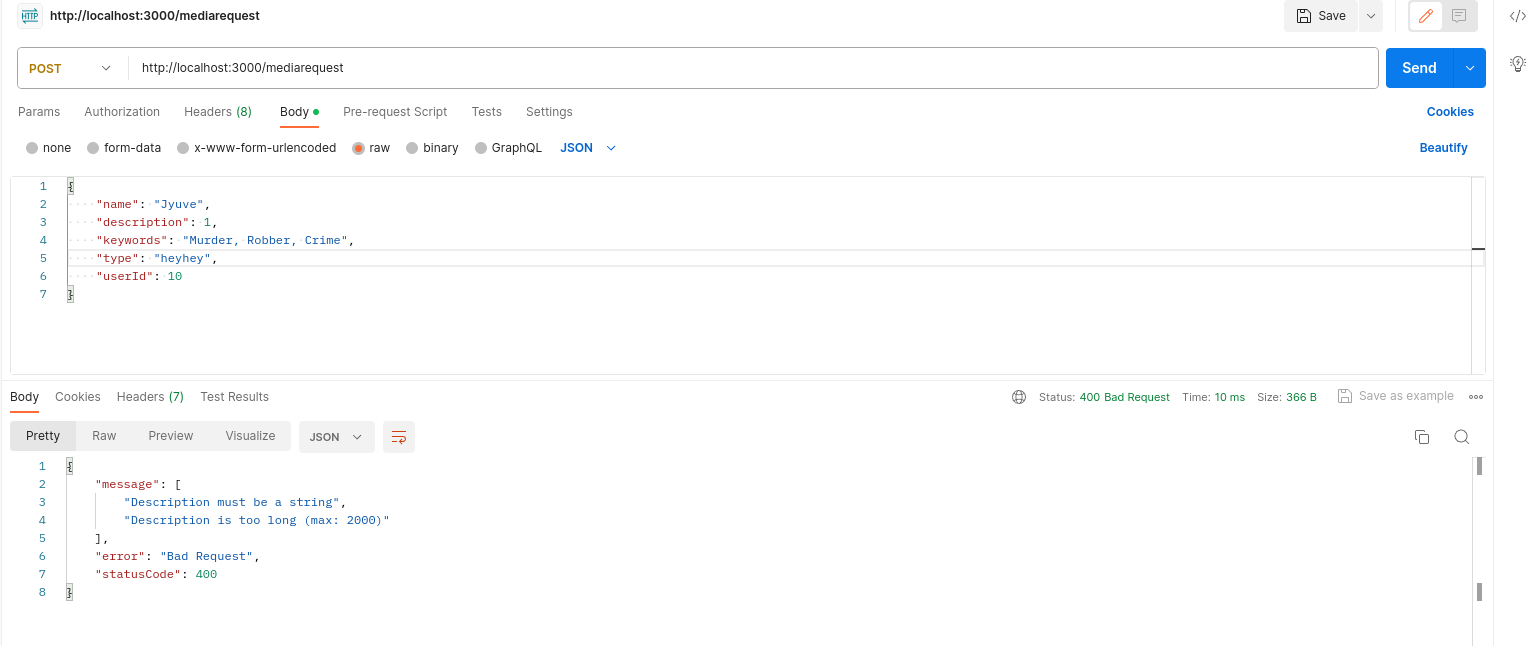 HTTP http://localhost:3000/mediarequest Save </>
POST http://localhost:3000/mediarequest Send
Params Authorization Headers (8) Body Pre-request Script Tests Settings Cookies
none form-data x-www-form-urlencoded raw binary GraphQL JSON Beautify
1 {
2 "name": "Jyuve",
3 "description": 1,
4 "keywords": "Murder, Robber, Crime",
5 "type": "heyhey",
6 "userId": 10
7 }
Body Cookies Headers (7) Test Results Status: 400 Bad Request Time: 10 ms Size: 366 B Save as example
Pretty Raw Preview Visualize JSON
1 {
2 "message": [
3 "Description must be a string",
4 "Description is too long (max: 2000)"
5 ],
6 "error": "Bad Request",
7 "statusCode": 400
8 }